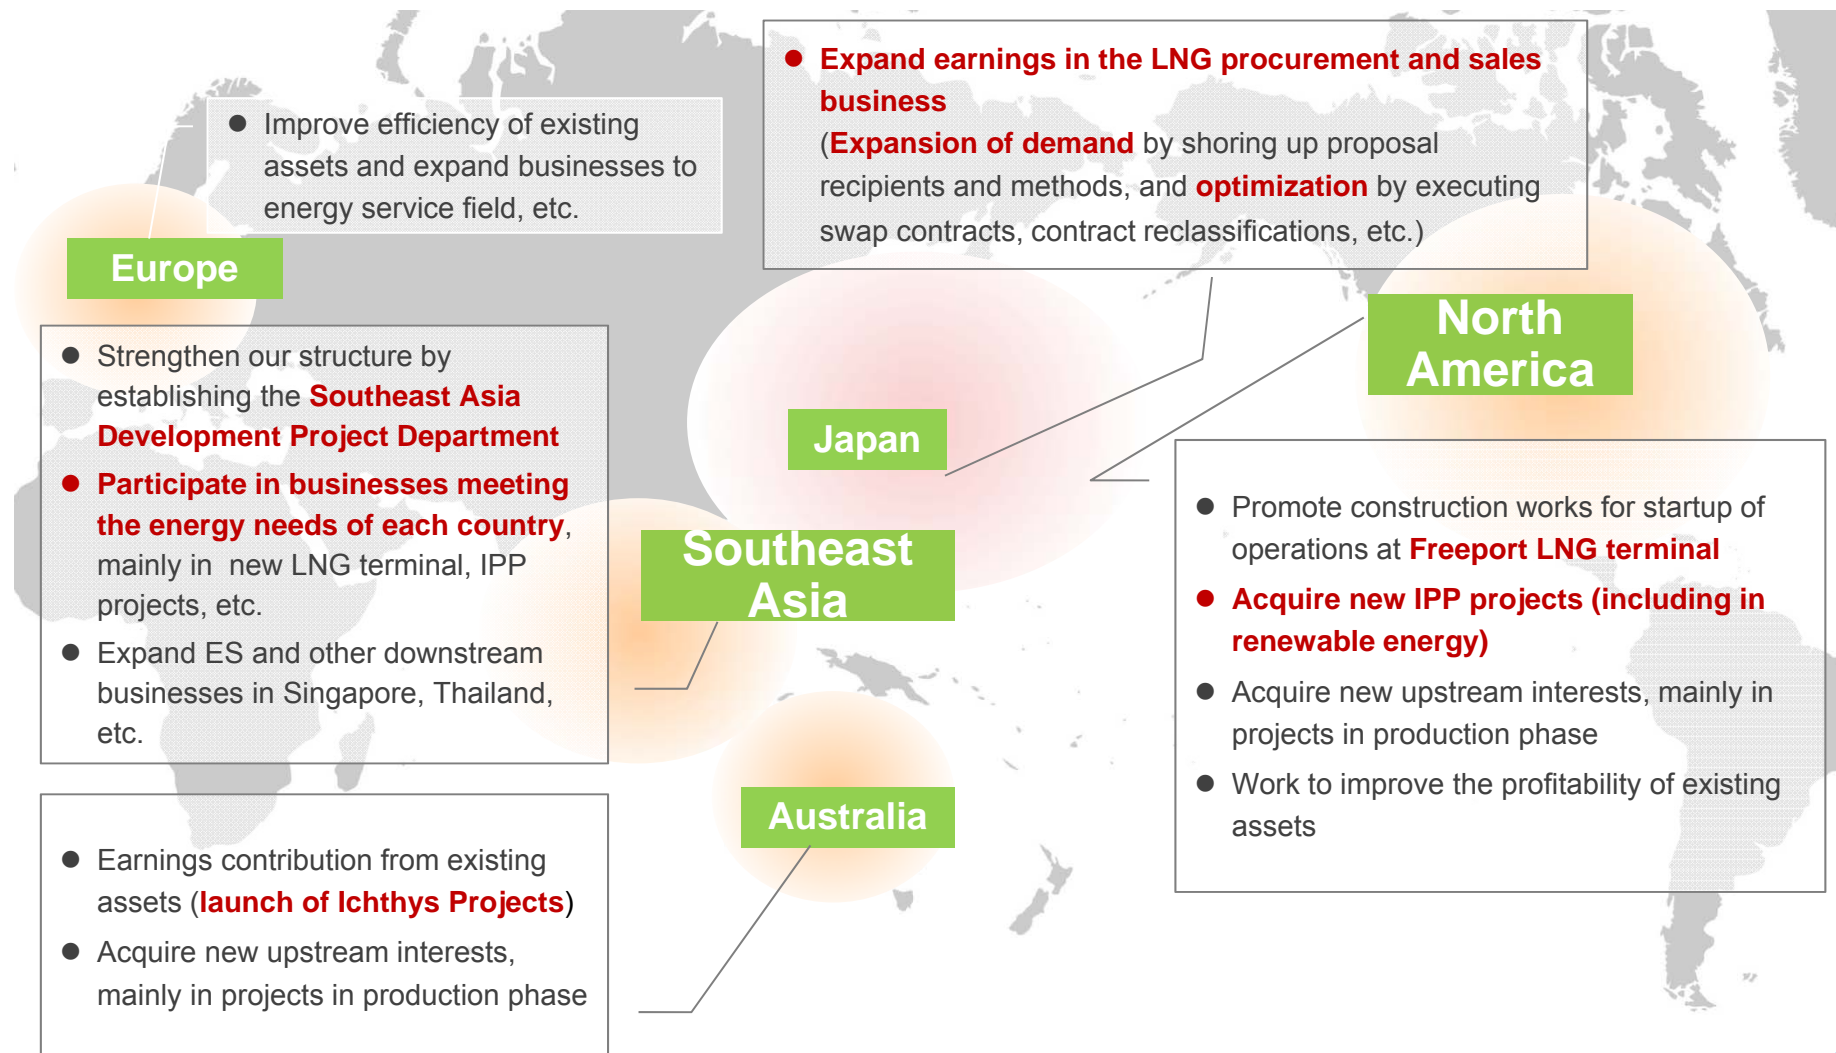 ● Improve efficiency of existing
assets and expand businesses to
energy service field, etc.
Europe
● Expand earnings in the LNG procurement and sales
business
(Expansion of demand by shoring up proposal
recipients and methods, and optimization by executing
swap contracts, contract reclassifications, etc.)
Japan
North
America
● Strengthen our structure by
establishing the Southeast Asia
Development Project Department
● Participate in businesses meeting
the energy needs of each country,
mainly in new LNG terminal, IPP
projects, etc.
● Expand ES and other downstream
businesses in Singapore, Thailand,
etc.
Southeast
Asia
● Promote construction works for startup of
operations at Freeport LNG terminal
● Acquire new IPP projects (including in
renewable energy)
● Acquire new upstream interests, mainly in
projects in production phase
● Work to improve the profitability of existing
assets
Australia
● Earnings contribution from existing
assets (launch of Ichthys Projects)
● Acquire new upstream interests,
mainly in projects in production phase